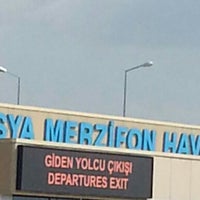 SYA MERZİFON HAV
GİDEN YOLCU ÇIKIŞI
DEPARTURES EXIT